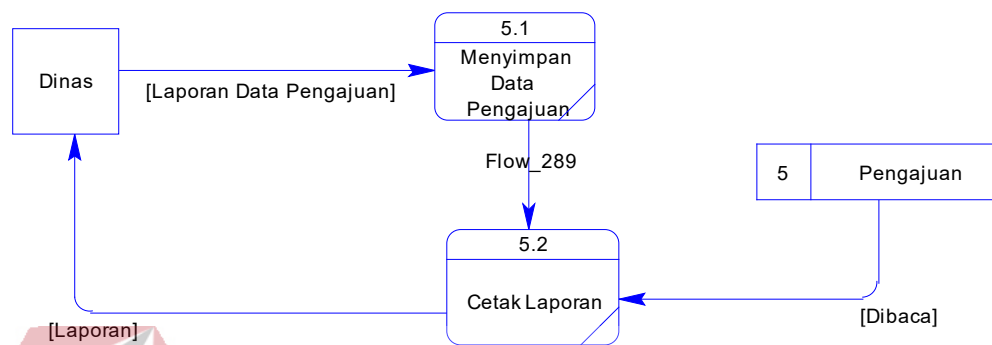 5.1
Dinas
Menyimpan
Data
Pengajuan
[Laporan Data Pengajuan]
Flow_289
5
Pengajuan
5.2
Cetak Laporan
[Dibaca]
[Laporan]